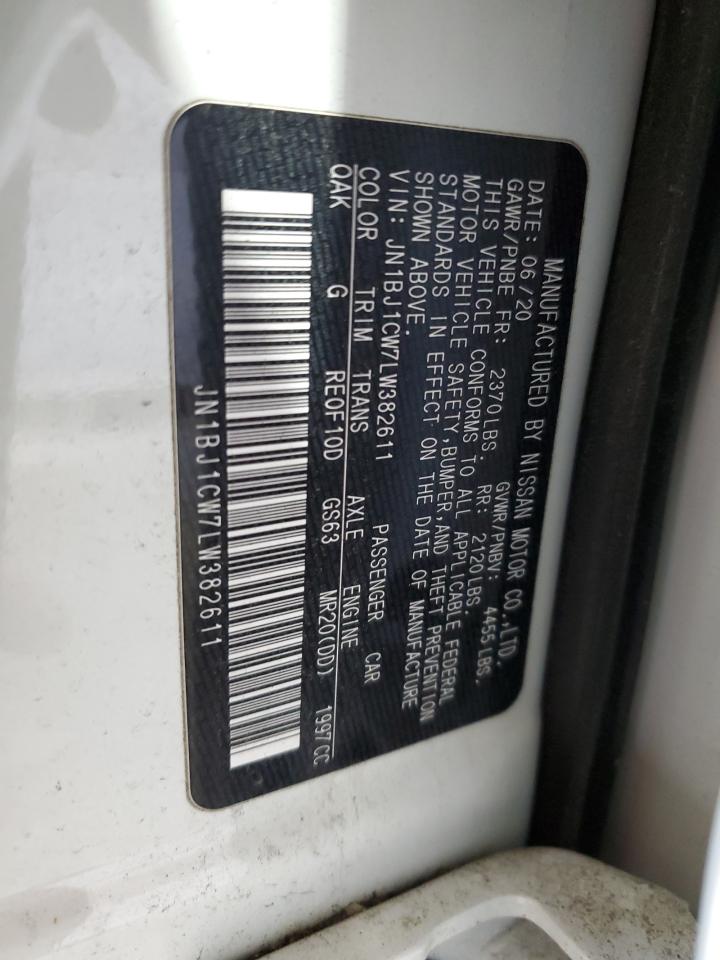 MANUFACTURED BY NISSAN MOTOR CO.,LTD.
DATE: 06/20 GVWR/PNBV: 4455LBS.
GAWR/PNBE FR: 2370LBS. RR: 2120LBS.
THIS VEHICLE CONFORMS TO ALL APPLICABLE FEDERAL
MOTOR VEHICLE SAFETY,BUMPER,AND THEFT PREVENTION
STANDARDS IN EFFECT ON THE DATE OF MANUFACTURE
SHOWN ABOVE.
VIN: JN1BJ1CW7LW382611 PASSENGER CAR
COLOR TRIM TRANS AXLE ENGINE
QAK G RE0F10D GS63 MR20(DD) 1997CC
JN1BJ1CW7LW382611